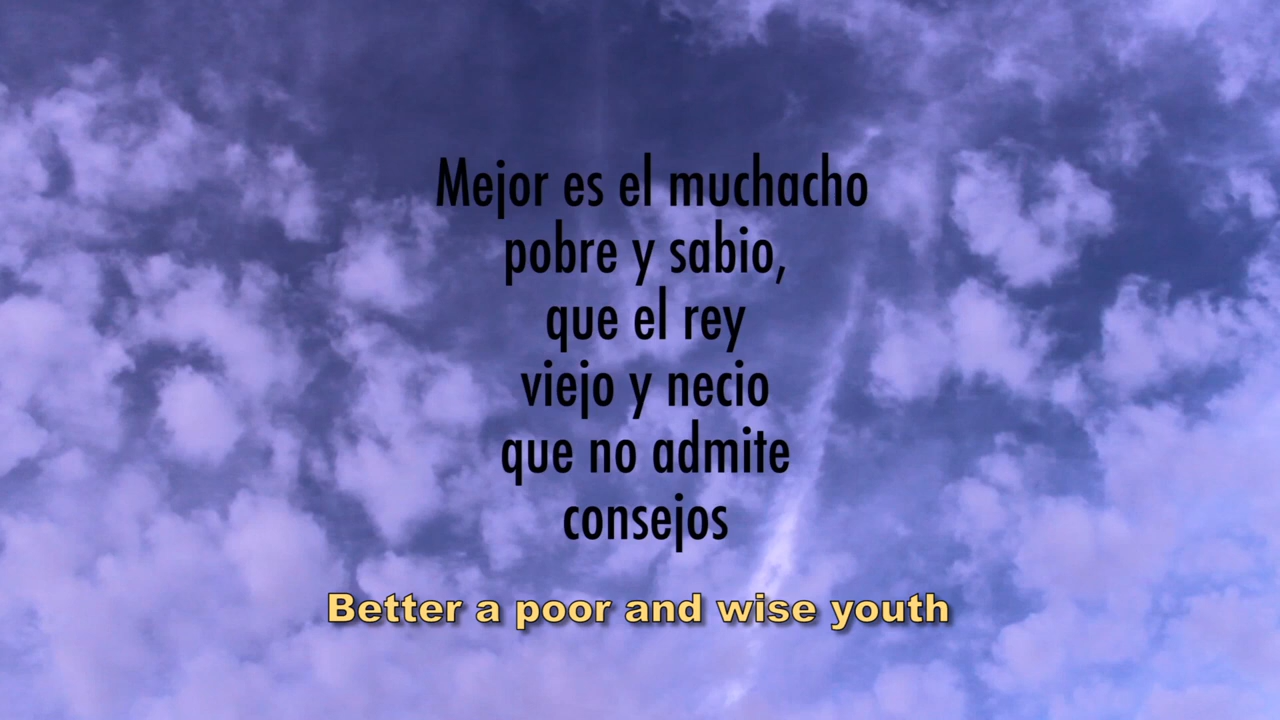 Mejor es el muchacho
pobre y sabio,
que el rey
viejo y necio
que no admite
consejos
Better a poor and wise youth